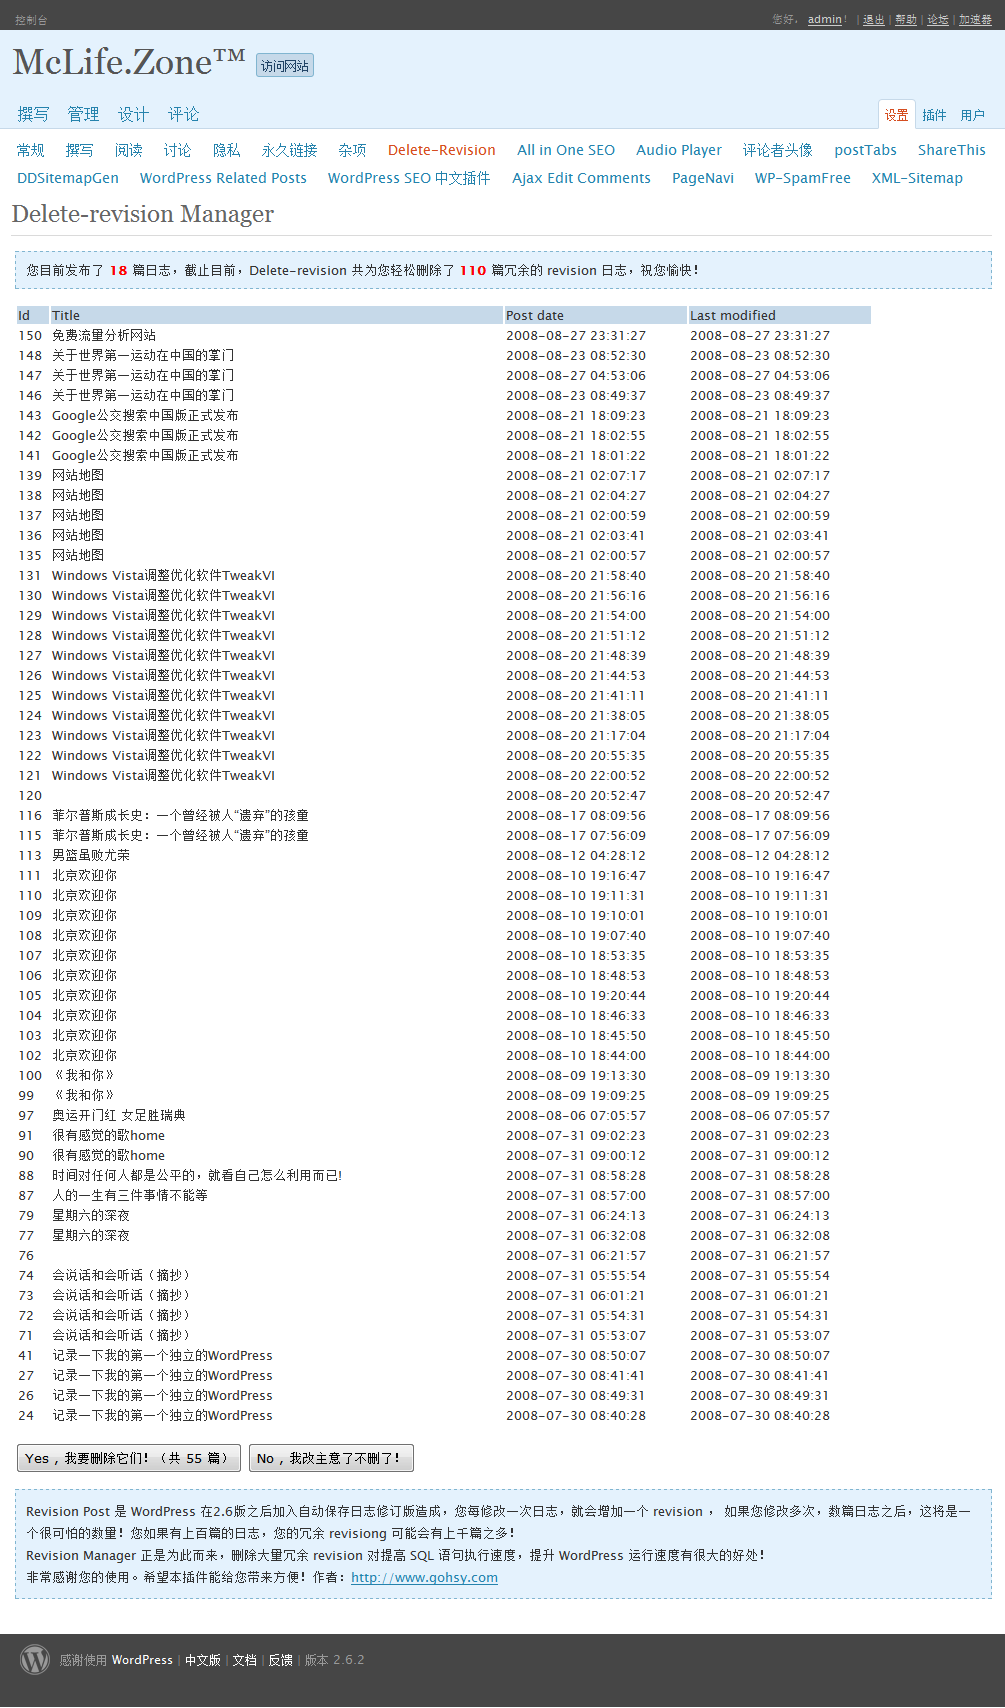 控制台 您好， admin！ | 退出 | 帮助 | 论坛 | 加速器
McLife.Zone™ 访问网站
撰写 管理 设计 评论 设置 插件 用户
常规 撰写 阅读 讨论 隐私 永久链接 杂项 Delete-Revision All in One SEO Audio Player 评论者头像 postTabs ShareThis
DDSitemapGen WordPress Related Posts WordPress SEO 中文插件 Ajax Edit Comments PageNavi WP-SpamFree XML-Sitemap
Delete-revision Manager
您目前发布了 18 篇日志，截止目前，Delete-revision 共为您轻松删除了 110 篇冗余的 revision 日志，祝您愉快！
Id Title Post date Last modified
150 免费流量分析网站 2008-08-27 23:31:27 2008-08-27 23:31:27
148 关于世界第一运动在中国的掌门 2008-08-23 08:52:30 2008-08-23 08:52:30
147 关于世界第一运动在中国的掌门 2008-08-27 04:53:06 2008-08-27 04:53:06
146 关于世界第一运动在中国的掌门 2008-08-23 08:49:37 2008-08-23 08:49:37
143 Google公交搜索中国版正式发布 2008-08-21 18:09:23 2008-08-21 18:09:23
142 Google公交搜索中国版正式发布 2008-08-21 18:02:55 2008-08-21 18:02:55
141 Google公交搜索中国版正式发布 2008-08-21 18:01:22 2008-08-21 18:01:22
139 网站地图 2008-08-21 02:07:17 2008-08-21 02:07:17
138 网站地图 2008-08-21 02:04:27 2008-08-21 02:04:27
137 网站地图 2008-08-21 02:00:59 2008-08-21 02:00:59
136 网站地图 2008-08-21 02:03:41 2008-08-21 02:03:41
135 网站地图 2008-08-21 02:00:57 2008-08-21 02:00:57
131 Windows Vista调整优化软件TweakVI 2008-08-20 21:58:40 2008-08-20 21:58:40
130 Windows Vista调整优化软件TweakVI 2008-08-20 21:56:16 2008-08-20 21:56:16
129 Windows Vista调整优化软件TweakVI 2008-08-20 21:54:00 2008-08-20 21:54:00
128 Windows Vista调整优化软件TweakVI 2008-08-20 21:51:12 2008-08-20 21:51:12
127 Windows Vista调整优化软件TweakVI 2008-08-20 21:48:39 2008-08-20 21:48:39
126 Windows Vista调整优化软件TweakVI 2008-08-20 21:44:53 2008-08-20 21:44:53
125 Windows Vista调整优化软件TweakVI 2008-08-20 21:41:11 2008-08-20 21:41:11
124 Windows Vista调整优化软件TweakVI 2008-08-20 21:38:05 2008-08-20 21:38:05
123 Windows Vista调整优化软件TweakVI 2008-08-20 21:17:04 2008-08-20 21:17:04
122 Windows Vista调整优化软件TweakVI 2008-08-20 20:55:35 2008-08-20 20:55:35
121 Windows Vista调整优化软件TweakVI 2008-08-20 22:00:52 2008-08-20 22:00:52
120 2008-08-20 20:52:47 2008-08-20 20:52:47
116 菲尔普斯成长史：一个曾经被人“遗弃”的孩童 2008-08-17 08:09:56 2008-08-17 08:09:56
115 菲尔普斯成长史：一个曾经被人“遗弃”的孩童 2008-08-17 07:56:09 2008-08-17 07:56:09
113 男篮虽败尤荣 2008-08-12 04:28:12 2008-08-12 04:28:12
111 北京欢迎你 2008-08-10 19:16:47 2008-08-10 19:16:47
110 北京欢迎你 2008-08-10 19:11:31 2008-08-10 19:11:31
109 北京欢迎你 2008-08-10 19:10:01 2008-08-10 19:10:01
108 北京欢迎你 2008-08-10 19:07:40 2008-08-10 19:07:40
107 北京欢迎你 2008-08-10 18:53:35 2008-08-10 18:53:35
106 北京欢迎你 2008-08-10 18:48:53 2008-08-10 18:48:53
105 北京欢迎你 2008-08-10 19:20:44 2008-08-10 19:20:44
104 北京欢迎你 2008-08-10 18:46:33 2008-08-10 18:46:33
103 北京欢迎你 2008-08-10 18:45:50 2008-08-10 18:45:50
102 北京欢迎你 2008-08-10 18:44:00 2008-08-10 18:44:00
100 《我和你》 2008-08-09 19:13:30 2008-08-09 19:13:30
99 《我和你》 2008-08-09 19:09:25 2008-08-09 19:09:25
97 奥运开门红 女足胜瑞典 2008-08-06 07:05:57 2008-08-06 07:05:57
91 很有感觉的歌home 2008-07-31 09:02:23 2008-07-31 09:02:23
90 很有感觉的歌home 2008-07-31 09:00:12 2008-07-31 09:00:12
88 时间对任何人都是公平的，就看自己怎么利用而已! 2008-07-31 08:58:28 2008-07-31 08:58:28
87 人的一生有三件事情不能等 2008-07-31 08:57:00 2008-07-31 08:57:00
79 星期六的深夜 2008-07-31 06:24:13 2008-07-31 06:24:13
77 星期六的深夜 2008-07-31 06:32:08 2008-07-31 06:32:08
76 2008-07-31 06:21:57 2008-07-31 06:21:57
74 会说话和会听话（摘抄） 2008-07-31 05:55:54 2008-07-31 05:55:54
73 会说话和会听话（摘抄） 2008-07-31 06:01:21 2008-07-31 06:01:21
72 会说话和会听话（摘抄） 2008-07-31 05:54:31 2008-07-31 05:54:31
71 会说话和会听话（摘抄） 2008-07-31 05:53:07 2008-07-31 05:53:07
41 记录一下我的第一个独立的WordPress 2008-07-30 08:50:07 2008-07-30 08:50:07
27 记录一下我的第一个独立的WordPress 2008-07-30 08:41:41 2008-07-30 08:41:41
26 记录一下我的第一个独立的WordPress 2008-07-30 08:49:31 2008-07-30 08:49:31
24 记录一下我的第一个独立的WordPress 2008-07-30 08:40:28 2008-07-30 08:40:28
Yes , 我要删除它们！（共 55 篇） No , 我改主意了不删了！
Revision Post 是 WordPress 在2.6版之后加入自动保存日志修订版造成，您每修改一次日志，就会增加一个 revision ， 如果您修改多次，数篇日志之后，这将是一
个很可怕的数量！您如果有上百篇的日志，您的冗余 revisiong 可能会有上千篇之多！
Revision Manager 正是为此而来，删除大量冗余 revision 对提高 SQL 语句执行速度，提升 WordPress 运行速度有很大的好处！
非常感谢您的使用。希望本插件能给您带来方便！作者：http://www.gohsy.com
感谢使用 WordPress | 中文版 | 文档 | 反馈 | 版本 2.6.2